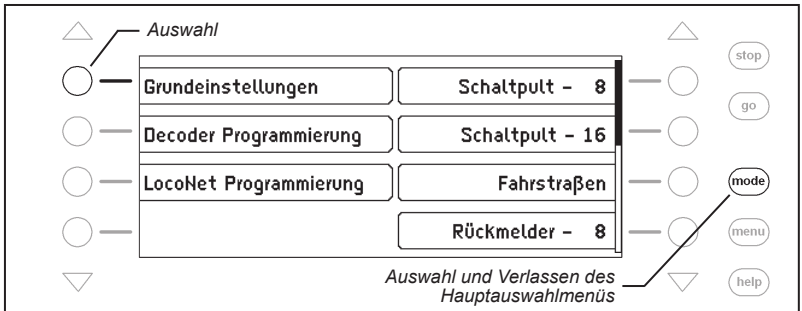 Auswahl
stop
Grundeinstellungen Schaltpult - 8
go
Decoder Programmierung Schaltpult - 16
LocoNet Programmierung Fahrstraßen
mode
Rückmelder - 8
menu
Auswahl und Verlassen des
Hauptauswahlmenüs
help